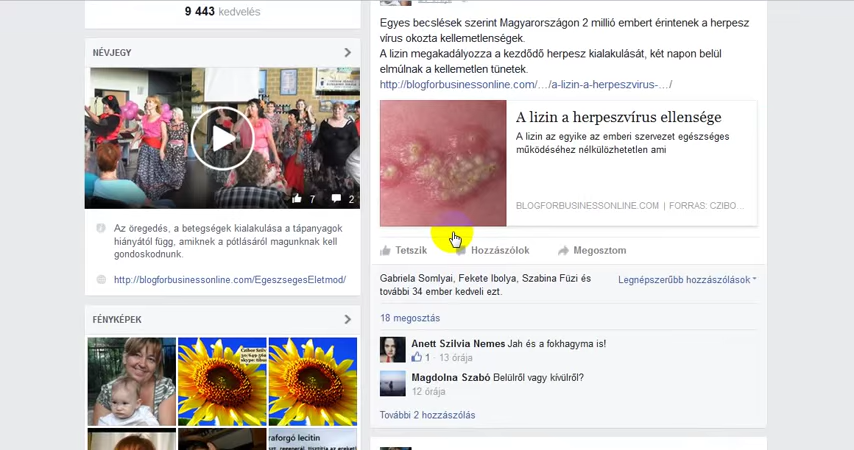 9 443 kedvelés
NÉVJEGY
7 2
Az öregedés, a betegségek kialakulása a tápanyagok
hiányától függ, amiknek a pótlásáról magunknak kell
gondoskodnunk.
http://blogforbusinessonline.com/EgeszsegesEletmod/
FÉNYKÉPEK
raforgó lecitin
Egyes becslések szerint Magyarországon 2 millió embert érintenek a herpesz
vírus okozta kellemetlenségek.
A lizin megakadályozza a kezdődő herpesz kialakulását, két napon belül
elmúlnak a kellemetlen tünetek.
http://blogforbusinessonline.com/…/a-lizin-a-herpeszvirus-…/
A lizin a herpeszvírus ellensége
A lizin az egyike az emberi szervezet egészséges
működéséhez nélkülözhetetlen ami
BLOGFORBUSINESSONLINE.COM | FORRÁS: CZIBO...
Tetszik Hozzászólok Megosztom
Gabriela Somlyai, Fekete Ibolya, Szabina Füzi és
további 34 ember kedveli ezt.
Legnépszerűbb hozzászólások
18 megosztás
Anett Szilvia Nemes Jah és a fokhagyma is!
1 · 13 órája
Magdolna Szabó Belülről vagy kívülről?
12 órája
További 2 hozzászólás